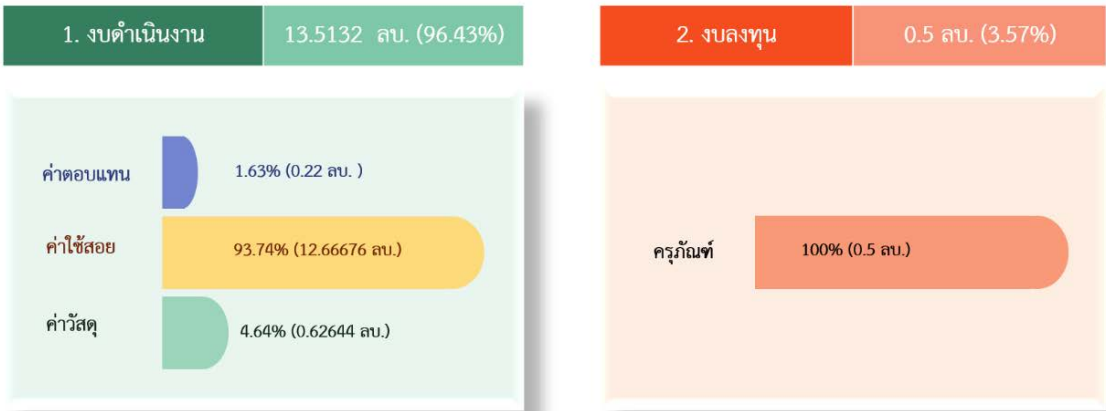 1. งบดำเนินงาน 13.5132 ลบ. (96.43%)
ค่าตอบแทน 1.63% (0.22 ลบ. )
ค่าใช้สอย 93.74% (12.66676 ลบ.)
ค่าวัสดุ 4.64% (0.62644 ลบ.)
2. งบลงทุน 0.5 ลบ. (3.57%)
ครุภัณฑ์ 100% (0.5 ลบ.)